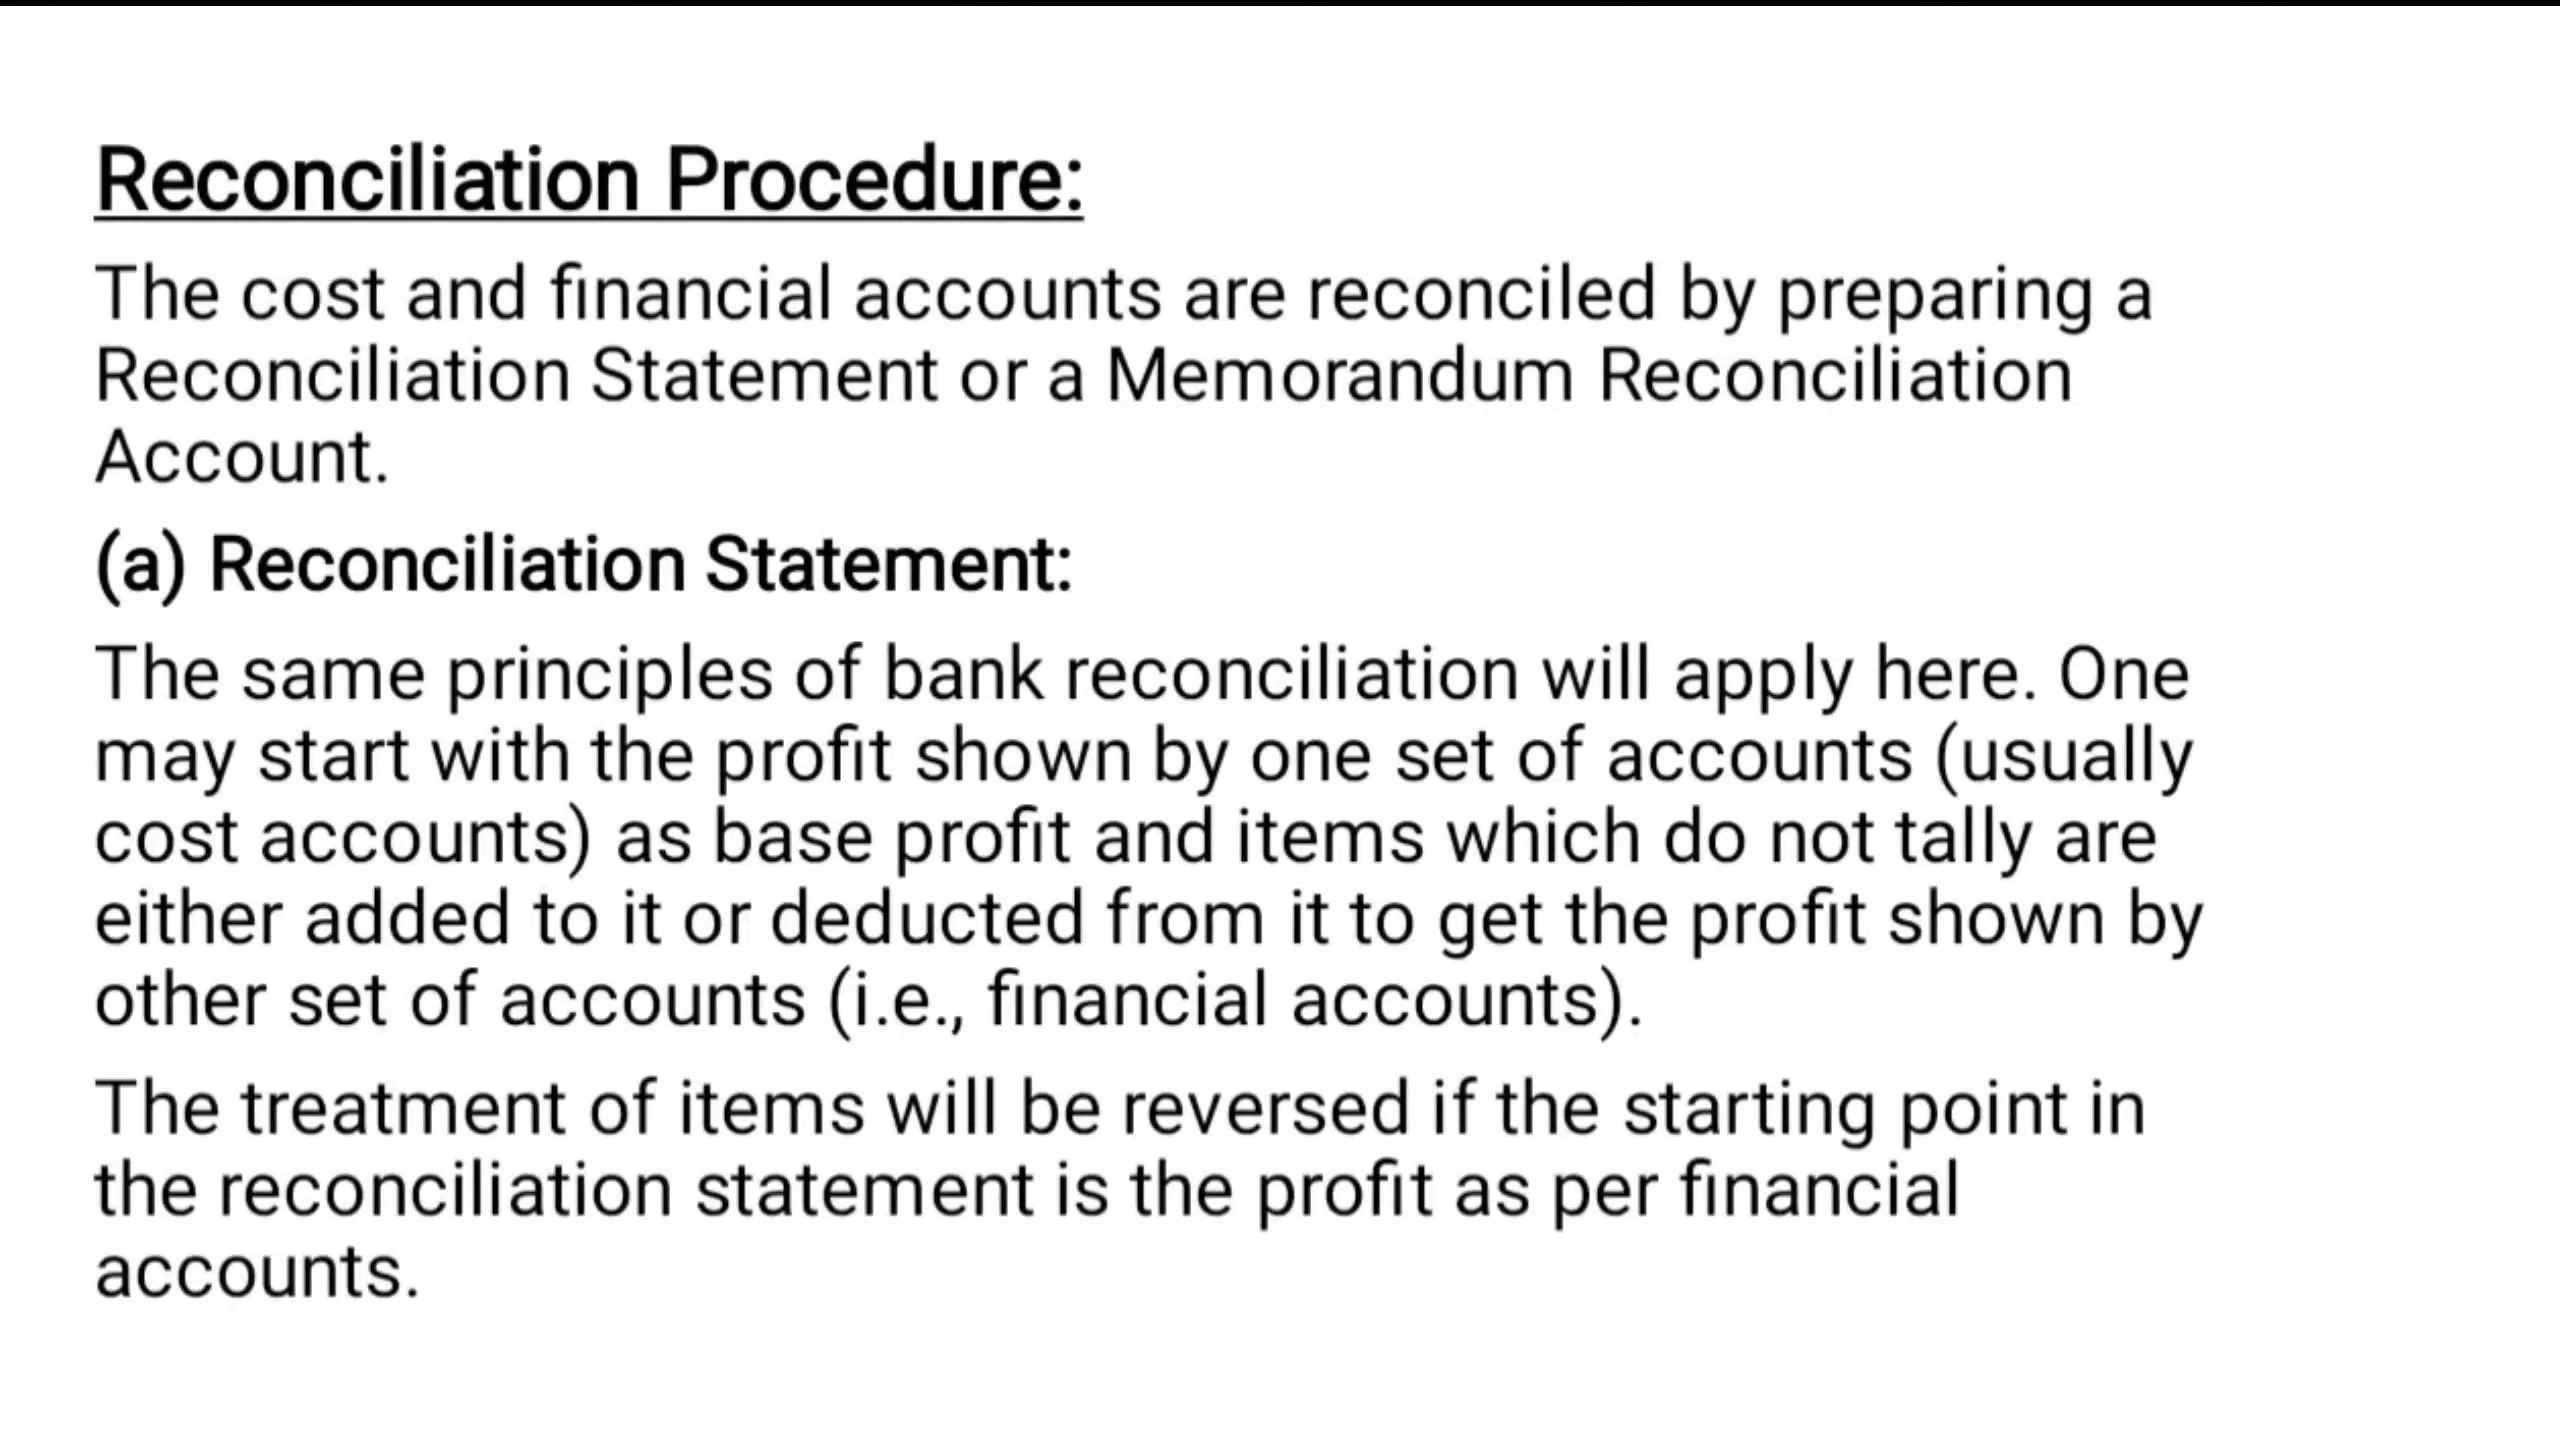 Reconciliation Procedure:
The cost and financial accounts are reconciled by preparing a
Reconciliation Statement or a Memorandum Reconciliation
Account.
(a) Reconciliation Statement:
The same principles of bank reconciliation will apply here. One
may start with the profit shown by one set of accounts (usually
cost accounts) as base profit and items which do not tally are
either added to it or deducted from it to get the profit shown by
other set of accounts (i.e., financial accounts).
The treatment of items will be reversed if the starting point in
the reconciliation statement is the profit as per financial
accounts.